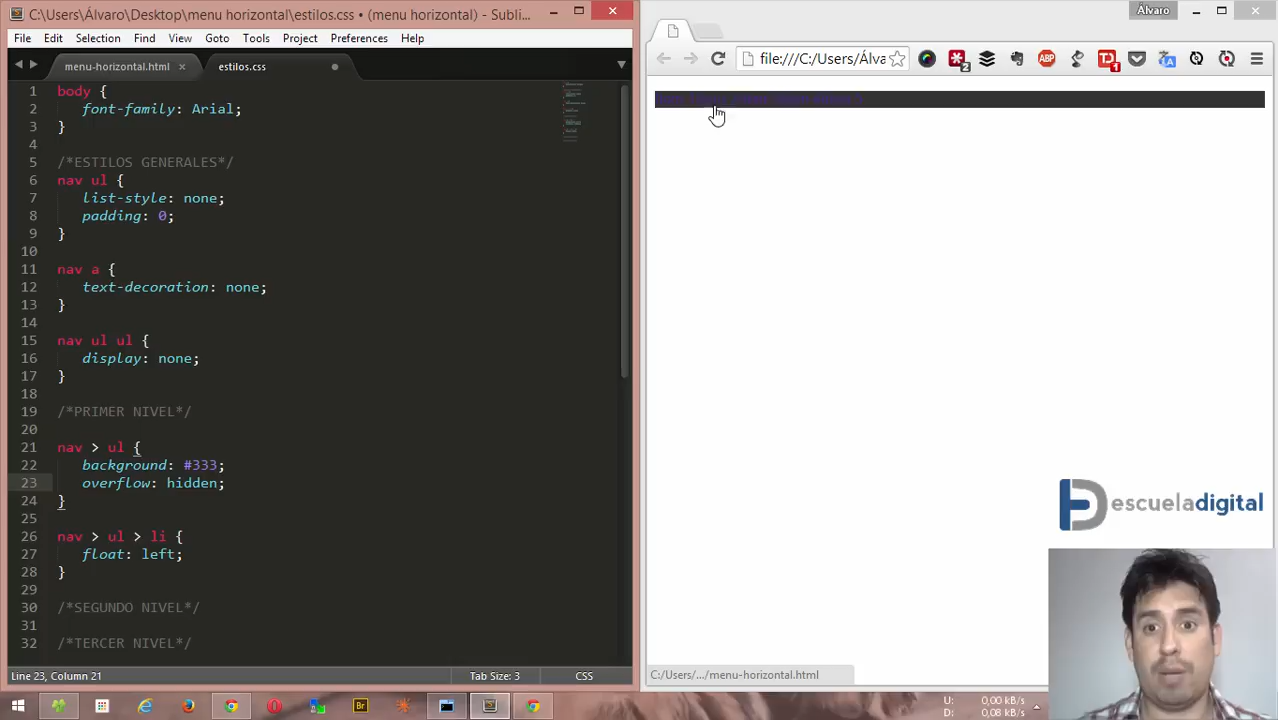 C:\Users\Álvaro\Desktop\menu horizontal\estilos.css • (menu horizontal) - Sublim...
File Edit Selection Find View Goto Tools Project Preferences Help
menu-horizontal.html × estilos.css
1 body {
2 font-family: Arial;
3 }
4
5 /*ESTILOS GENERALES*/
6 nav ul {
7 list-style: none;
8 padding: 0;
9 }
10
11 nav a {
12 text-decoration: none;
13 }
14
15 nav ul ul {
16 display: none;
17 }
18
19 /*PRIMER NIVEL*/
20
21 nav > ul {
22 background: #333;
23 overflow: hidden;
24 }
25
26 nav > ul > li {
27 float: left;
28 }
29
30 /*SEGUNDO NIVEL*/
31
32 /*TERCER NIVEL*/
Line 23, Column 21 Tab Size: 3 CSS
Álvaro
file:///C:/Users/Álva
2
ABP
1
escueladigital
C:/Users/.../menu-horizontal.html
Br
U: 0,00 kB/s
D: 0,08 kB/s